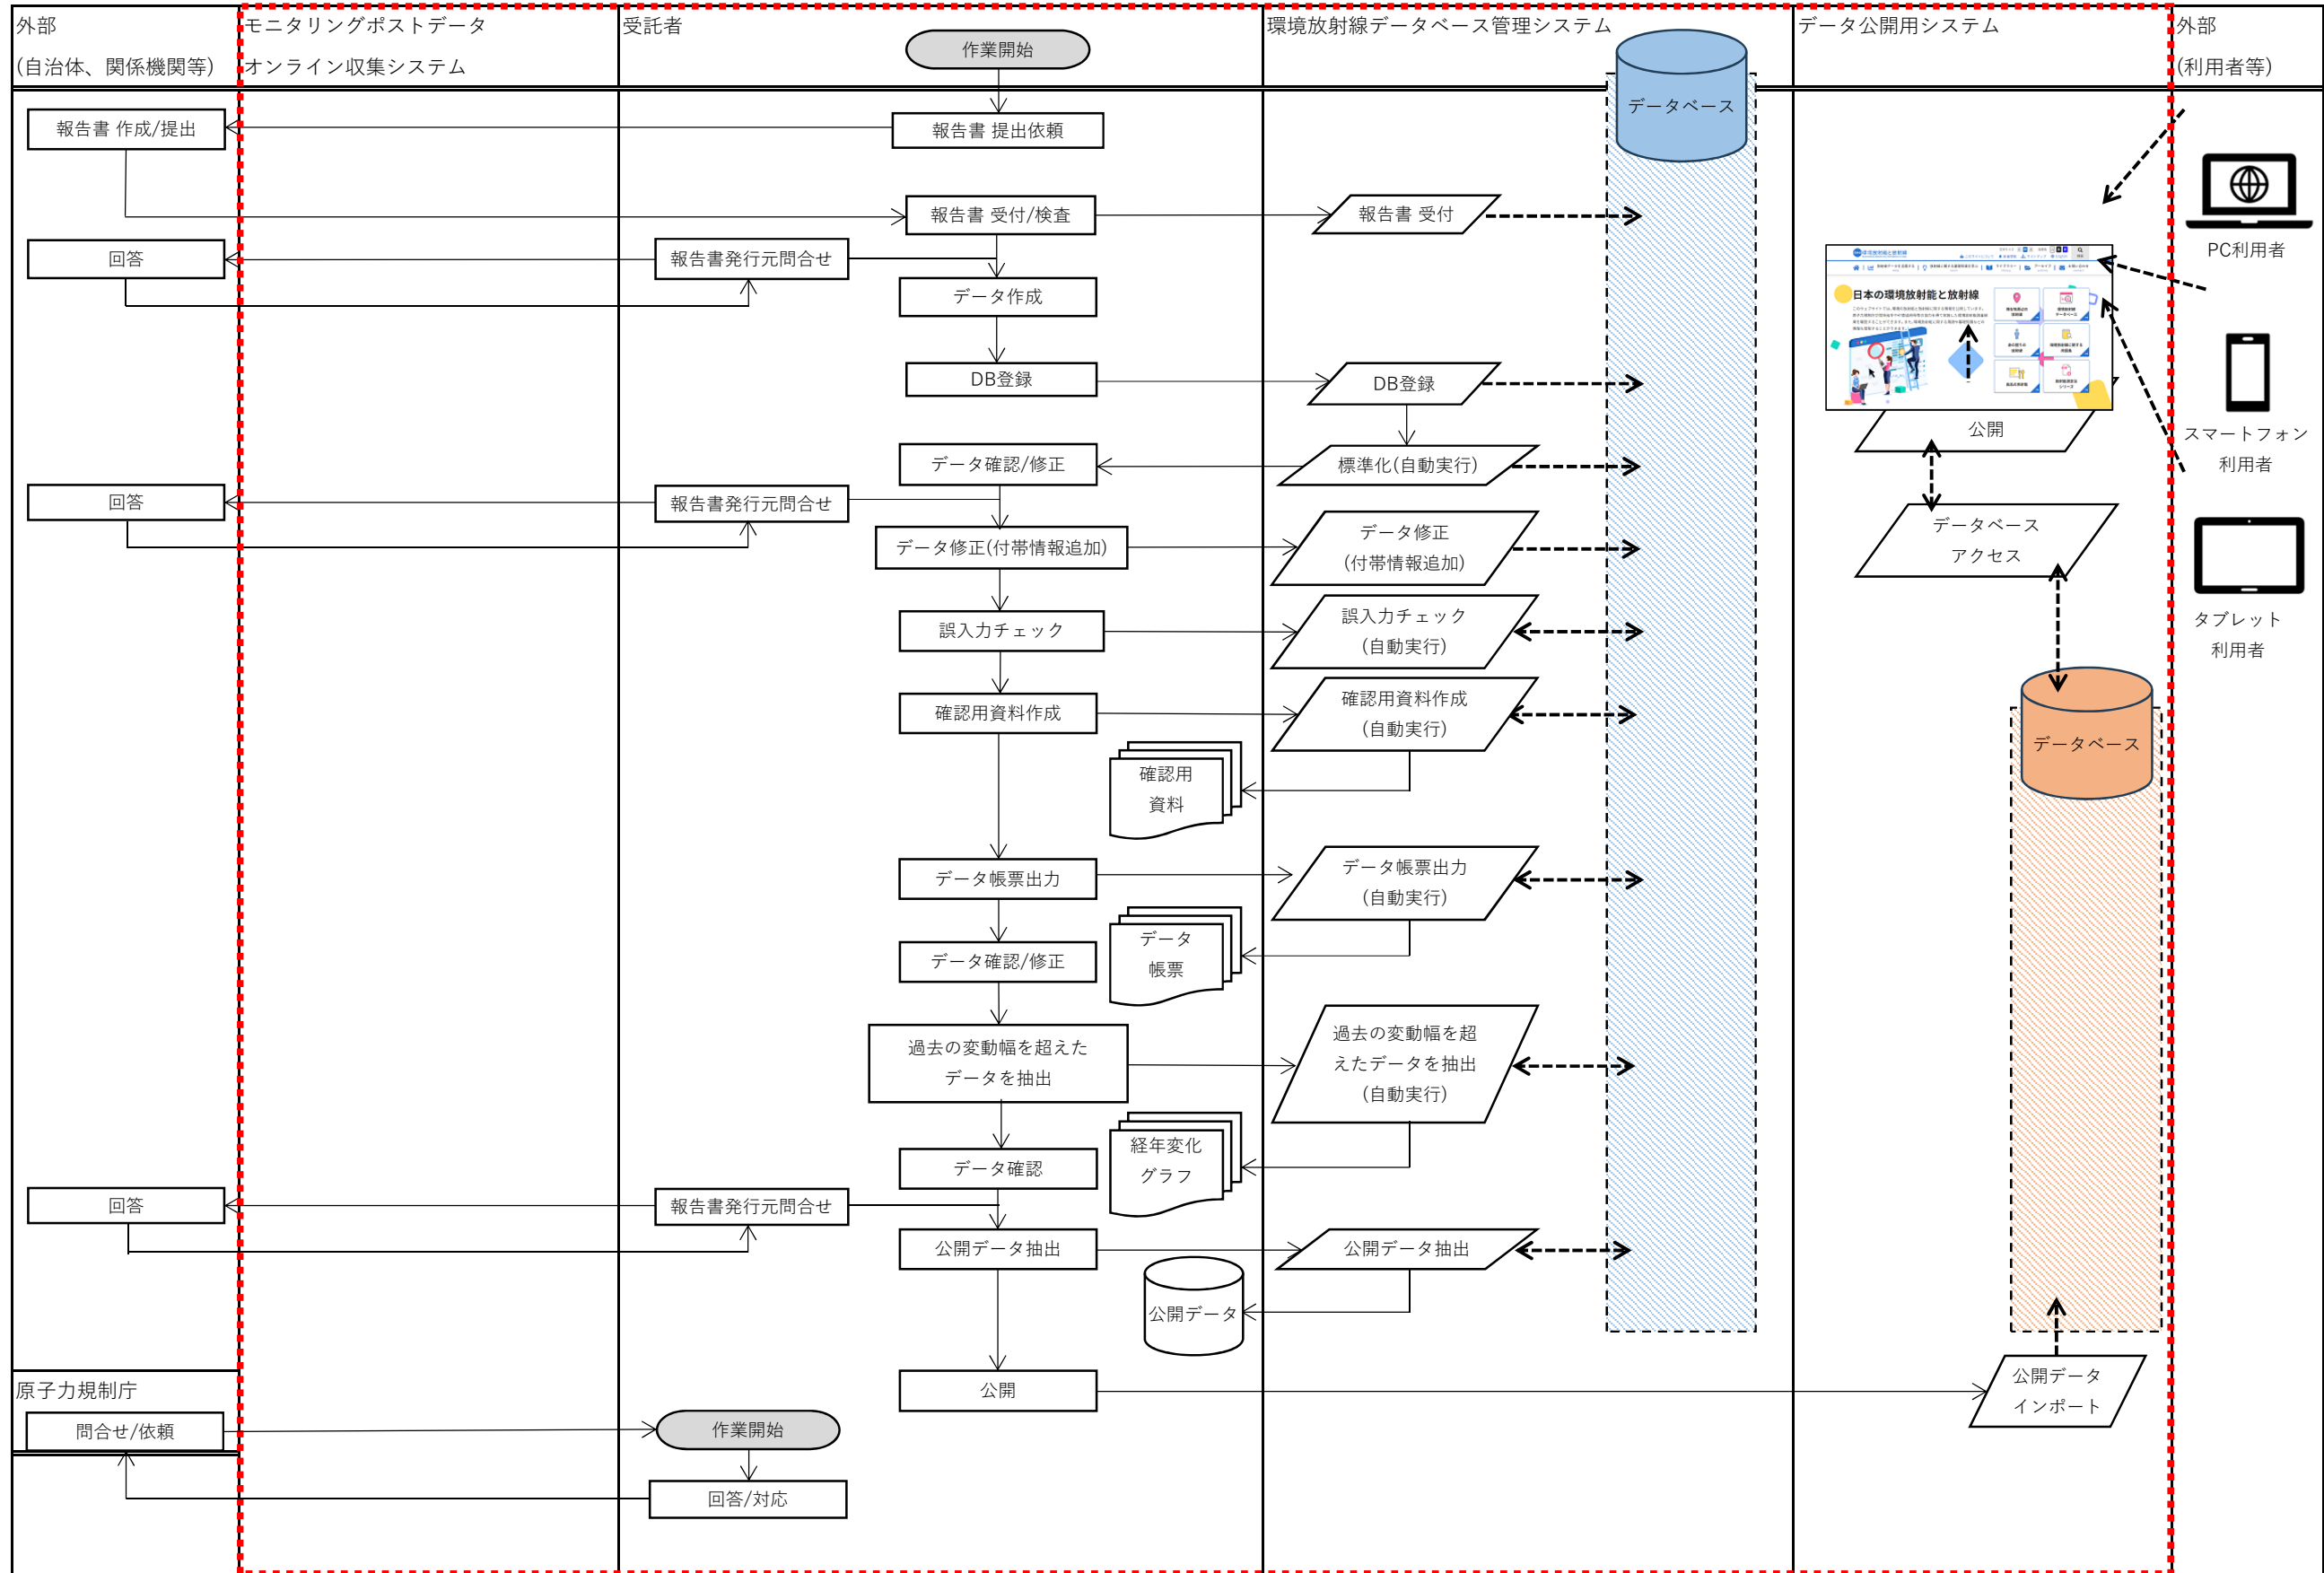 外部
(自治体、関係機関等)
モニタリングポストデータ
オンライン収集システム
受託者
環境放射線データベース管理システム
データ公開用システム
外部
(利用者等)
作業開始
データベース
報告書 作成/提出
報告書 提出依頼
報告書 受付/検査
報告書 受付
PC利用者
回答
報告書発行元問合せ
データ作成
日本の環境放射能と放射線
DB登録
DB登録
公開
スマートフォン
利用者
データ確認/修正
標準化(自動実行)
回答
報告書発行元問合せ
データ修正(付帯情報追加)
データ修正
(付帯情報追加)
データベース
アクセス
誤入力チェック
誤入力チェック
(自動実行)
タブレット
利用者
確認用資料作成
確認用資料作成
(自動実行)
データベース
確認用
資料
データ帳票出力
データ帳票出力
(自動実行)
データ
帳票
データ確認/修正
過去の変動幅を超えた
データを抽出
過去の変動幅を超
えたデータを抽出
(自動実行)
経年変化
グラフ
データ確認
回答
報告書発行元問合せ
公開データ抽出
公開データ抽出
公開データ
原子力規制庁
公開
公開データ
インポート
問合せ/依頼
作業開始
回答/対応